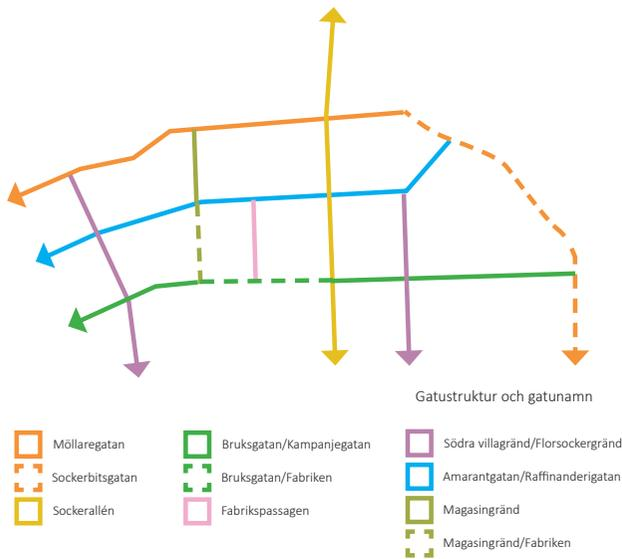 Gatustruktur och gatunamn
Möllaregatan
Sockerbitsgatan
Sockerallén
Bruksgatan/Kampanjegatan
Bruksgatan/Fabriken
Fabrikspassagen
Södra villagränd/Florsockergränd
Amarantgatan/Raffinanderigatan
Magasingränd
Magasingränd/Fabriken